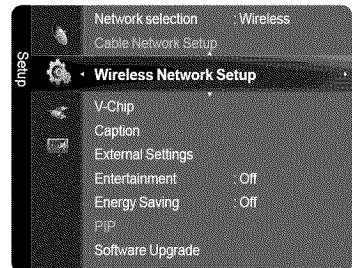 Setup
Network selection : Wireless
Cable Network Setup
Wireless Network Setup
V-Chip
Caption
External Settings
Entertainment : Off
Energy Saving : Off
PIP
Software Upgrade